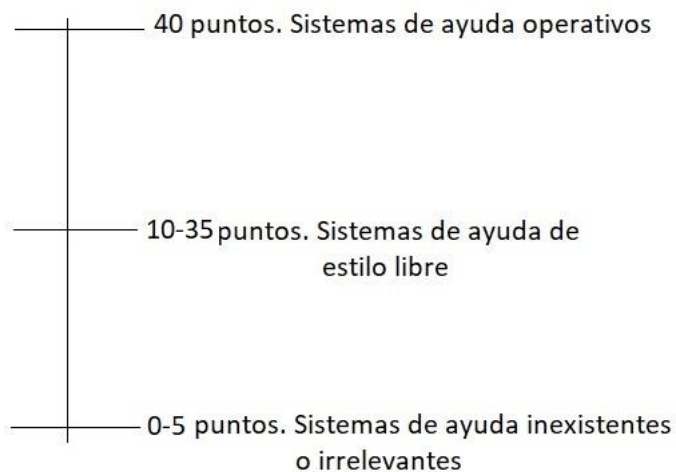 40 puntos. Sistemas de ayuda operativos
10-35 puntos. Sistemas de ayuda de
estilo libre
0-5 puntos. Sistemas de ayuda inexistentes
o irrelevantes